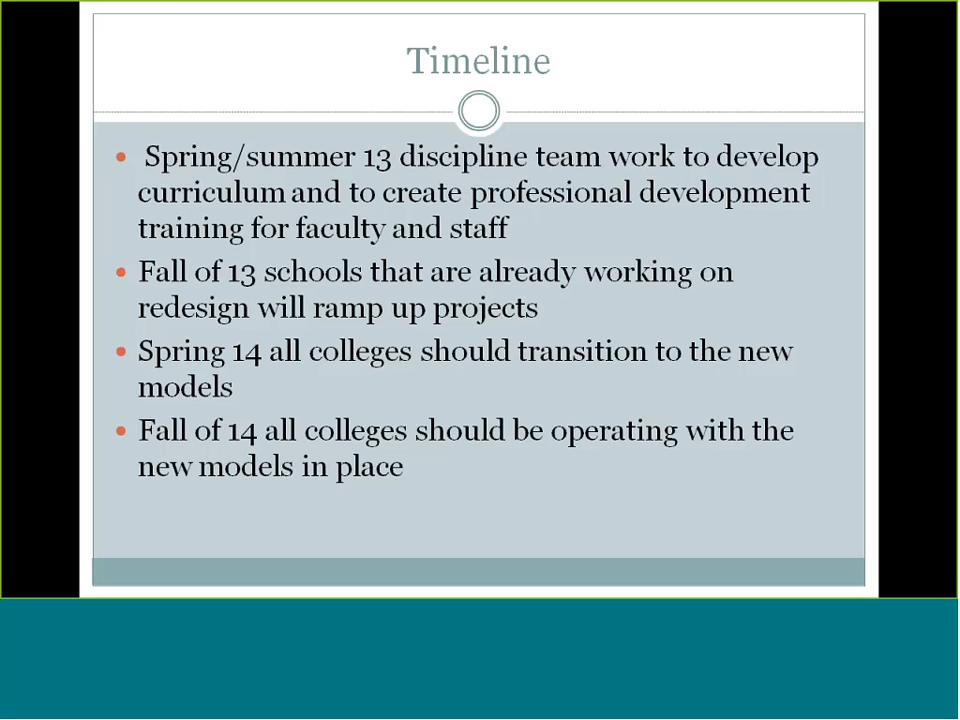 Timeline
Spring/summer 13 discipline team work to develop
curriculum and to create professional development
training for faculty and staff
Fall of 13 schools that are already working on
redesign will ramp up projects
Spring 14 all colleges should transition to the new
models
Fall of 14 all colleges should be operating with the
new models in place